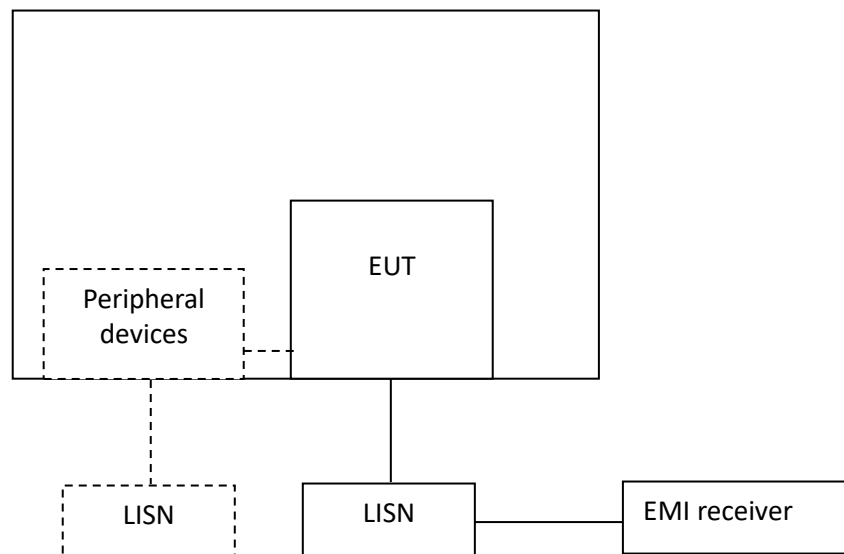 EUT
Peripheral
devices
LISN
LISN
EMI receiver